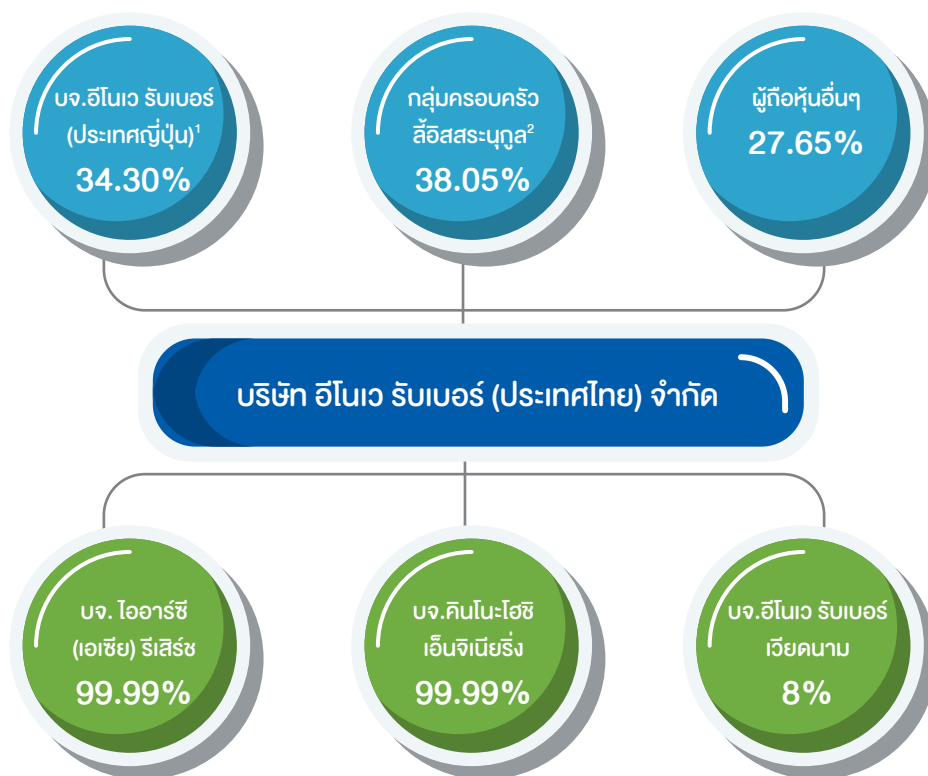 บจ.อีโนเว รับเบอร์
(ประเทศญี่ปุ่น)¹
34.30%
กลุ่มครอบครัว
ลี้อิสสระนุกูล²
38.05%
ผู้ถือหุ้นอื่นๆ
27.65%
บริษัท อีโนเว รับเบอร์ (ประเทศไทย) จำกัด
บจ. ไออาร์ซี
(เอเซีย) รีเสิร์ช
99.99%
บจ.คินโนะโฮชิ
เอ็นจิเนียริ่ง
99.99%
บจ.อีโนเว รับเบอร์
เวียดนาม
8%